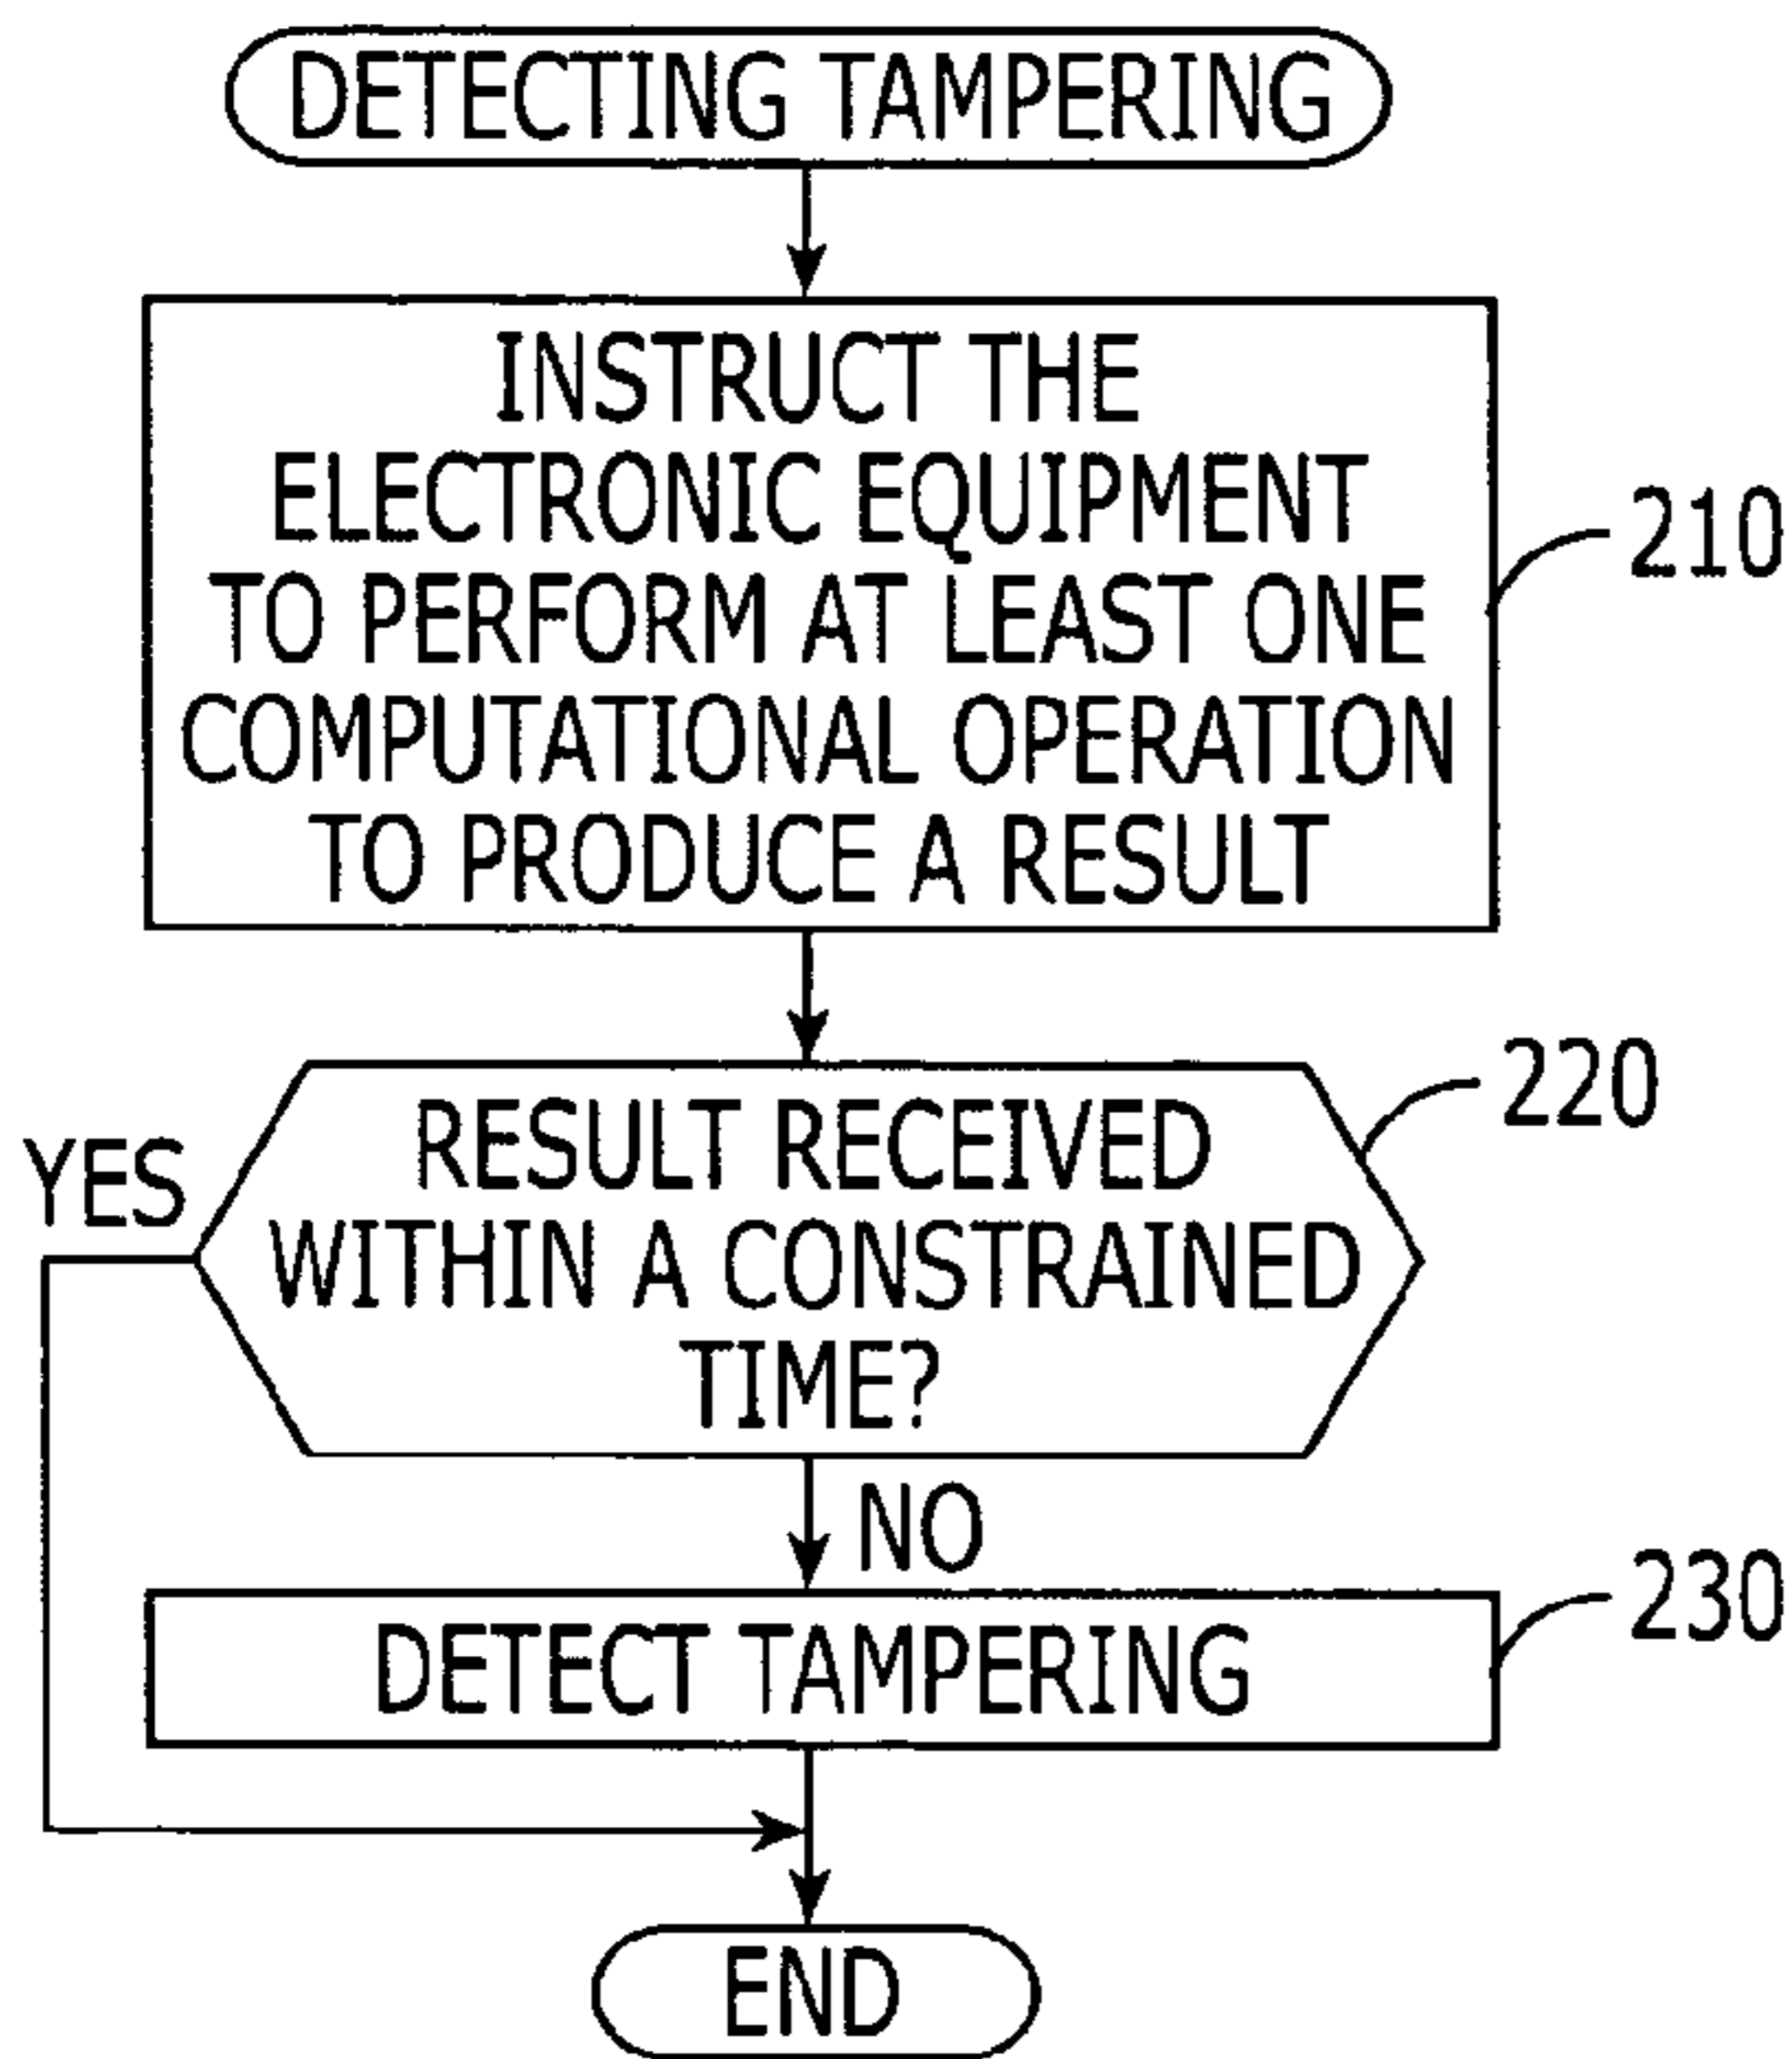 DETECTING TAMPERING
INSTRUCT THE
ELECTRONIC EQUIPMENT
TO PERFORM AT LEAST ONE
COMPUTATIONAL OPERATION
TO PRODUCE A RESULT
210
RESULT RECEIVED
WITHIN A CONSTRAINED
TIME?
220
YES
NO
DETECT TAMPERING
230
END